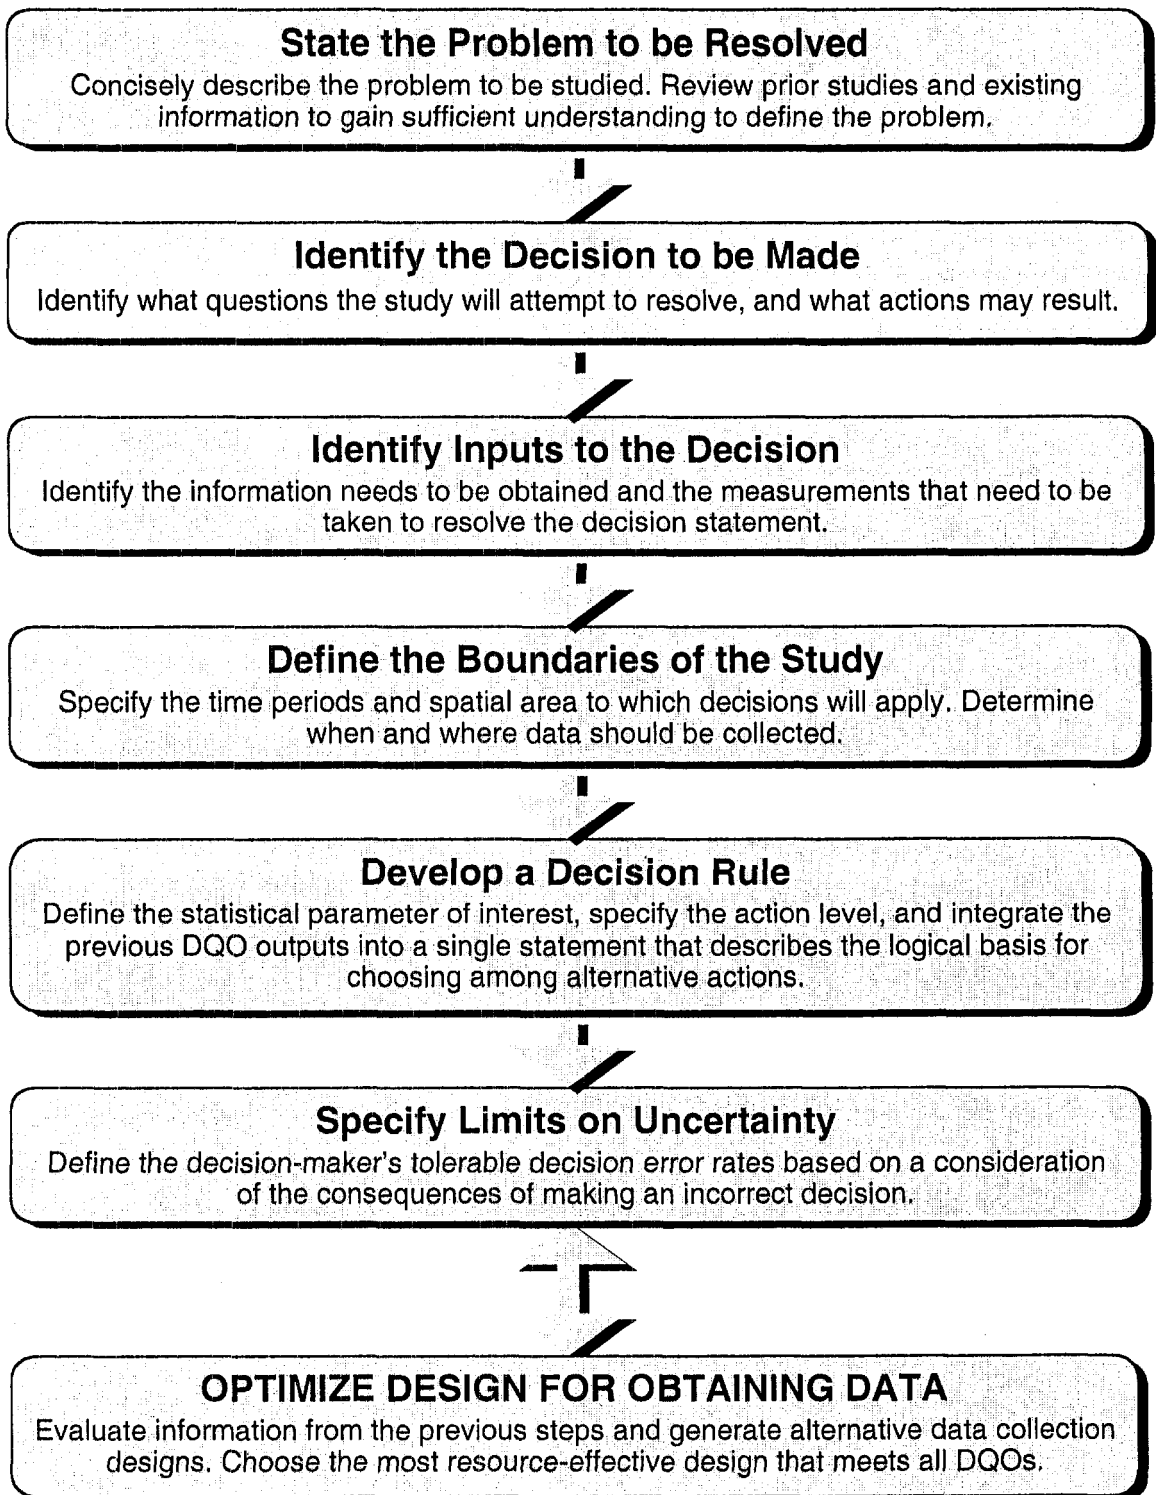 State the Problem to be Resolved
Concisely describe the problem to be studied. Review prior studies and existing
information to gain sufficient understanding to define the problem.
Identify the Decision to be Made
Identify what questions the study will attempt to resolve, and what actions may result.
Identify Inputs to the Decision
Identify the information needs to be obtained and the measurements that need to be
taken to resolve the decision statement.
Define the Boundaries of the Study
Specify the time periods and spatial area to which decisions will apply. Determine
when and where data should be collected.
Develop a Decision Rule
Define the statistical parameter of interest, specify the action level, and integrate the
previous DQO outputs into a single statement that describes the logical basis for
choosing among alternative actions.
Specify Limits on Uncertainty
Define the decision-maker's tolerable decision error rates based on a consideration
of the consequences of making an incorrect decision.
OPTIMIZE DESIGN FOR OBTAINING DATA
Evaluate information from the previous steps and generate alternative data collection
designs. Choose the most resource-effective design that meets all DQOs.